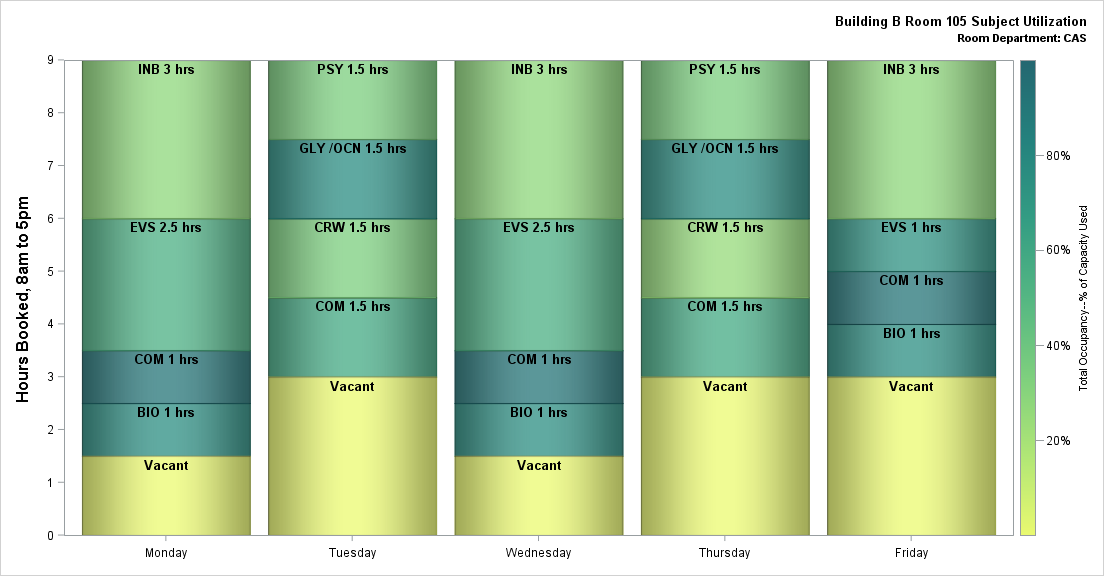 Building B Room 105 Subject Utilization
Room Department: CAS
Hours Booked, 8am to 5pm
9
8
7
6
5
4
3
2
1
0
INB 3 hrs
EVS 2.5 hrs
COM 1 hrs
BIO 1 hrs
Vacant
PSY 1.5 hrs
GLY /OCN 1.5 hrs
CRW 1.5 hrs
COM 1.5 hrs
Vacant
INB 3 hrs
EVS 2.5 hrs
COM 1 hrs
BIO 1 hrs
Vacant
PSY 1.5 hrs
GLY /OCN 1.5 hrs
CRW 1.5 hrs
COM 1.5 hrs
Vacant
INB 3 hrs
EVS 1 hrs
COM 1 hrs
BIO 1 hrs
Vacant
Monday
Tuesday
Wednesday
Thursday
Friday
80%
60%
40%
20%
Total Occupancy--% of Capacity Used